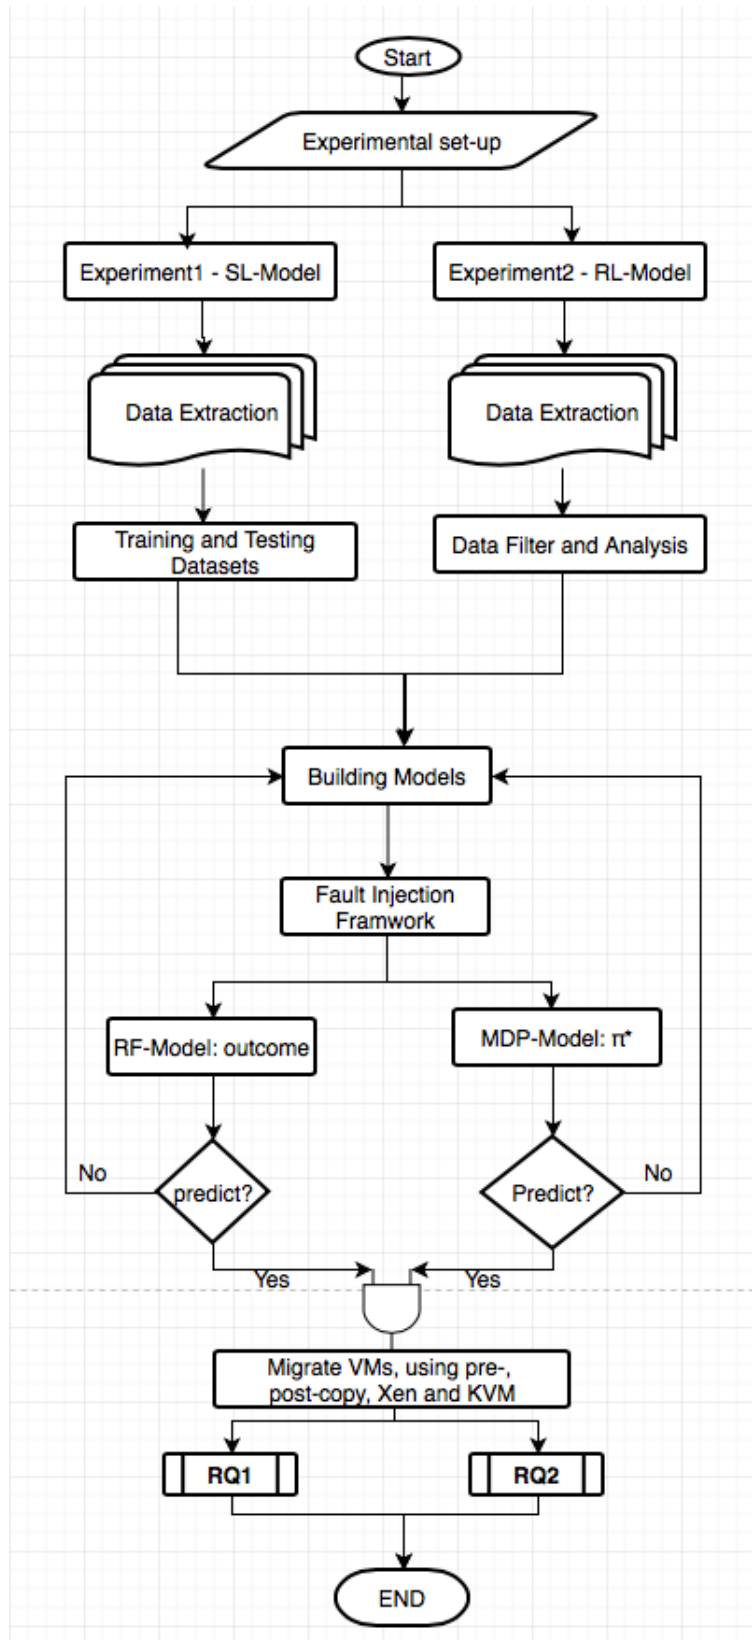 Start
Experimental set-up
Experiment1 - SL-Model
Experiment2 - RL-Model
Data Extraction
Data Extraction
Training and Testing
Datasets
Data Filter and Analysis
Building Models
Fault Injection
Framwork
RF-Model: outcome
MDP-Model: π*
No
predict?
Predict?
No
Yes
Yes
Migrate VMs, using pre-,
post-copy, Xen and KVM
RQ1
RQ2
END